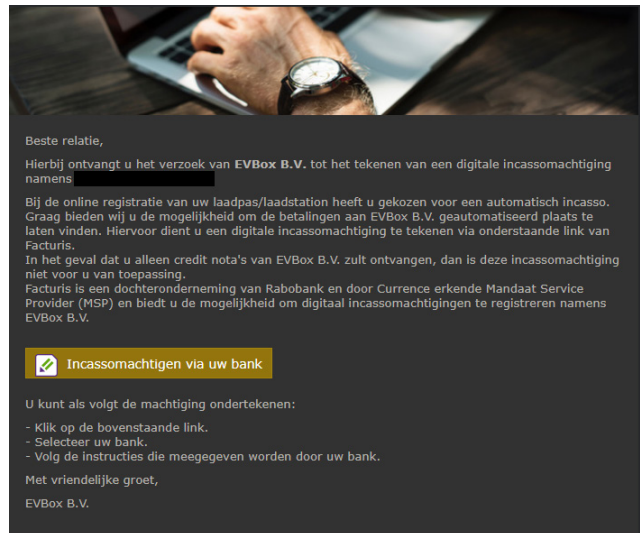 Beste relatie,
Hierbij ontvangt u het verzoek van EVBox B.V. tot het tekenen van een digitale incassomachtiging
namens
Bij de online registratie van uw laadpas/laadstation heeft u gekozen voor een automatisch incasso.
Graag bieden wij u de mogelijkheid om de betalingen aan EVBox B.V. geautomatiseerd plaats te
laten vinden. Hiervoor dient u een digitale incassomachtiging te tekenen via onderstaande link van
Facturis.
In het geval dat u alleen credit nota's van EVBox B.V. zult ontvangen, dan is deze incassomachtiging
niet voor u van toepassing.
Facturis is een dochteronderneming van Rabobank en door Currence erkende Mandaat Service
Provider (MSP) en biedt u de mogelijkheid om digitaal incassomachtigingen te registreren namens
EVBox B.V.
Incassomachtigen via uw bank
U kunt als volgt de machtiging ondertekenen:
- Klik op de bovenstaande link.
- Selecteer uw bank.
- Volg de instructies die meegegeven worden door uw bank.
Met vriendelijke groet,
EVBox B.V.